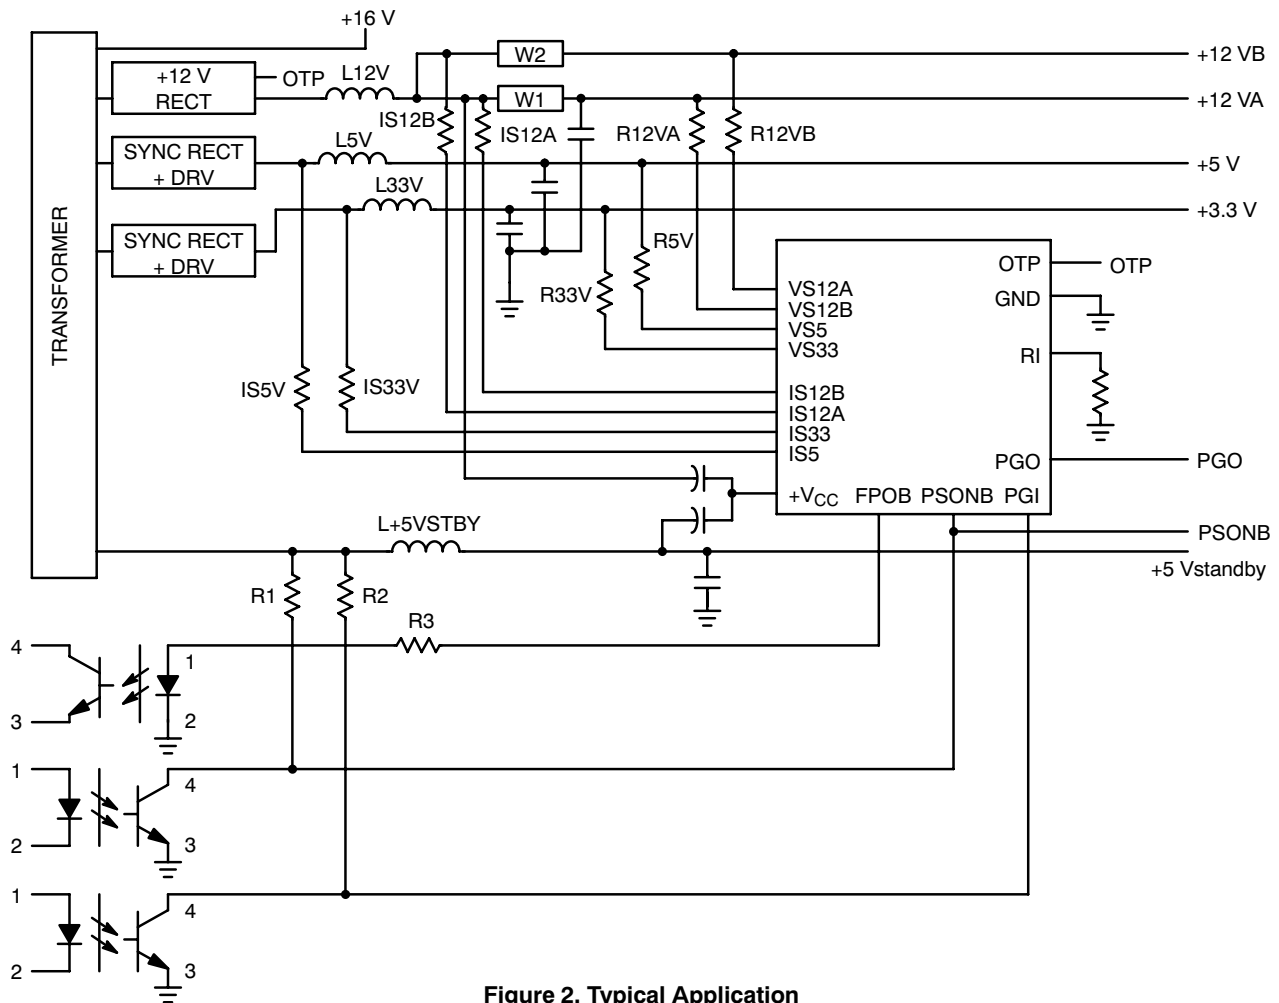 +16 V
W2
+12 VB
+12 V
RECT
OTP
L12V
W1
+12 VA
IS12B
IS12A
R12VA
R12VB
SYNC RECT
+ DRV
L5V
+5 V
L33V
+3.3 V
SYNC RECT
+ DRV
TRANSFORMER
R5V
R33V
OTP
OTP
GND
VS12A
VS12B
VS5
VS33
RI
IS5V
IS33V
IS12B
IS12A
IS33
IS5
PGO
PGO
+VCC
FPOB
PSONB
PGI
L+5VSTBY
PSONB
+5 Vstandby
R1
R2
R3
4
1
3
2
1
4
2
3
1
4
2
3
Figure 2. Typical Application